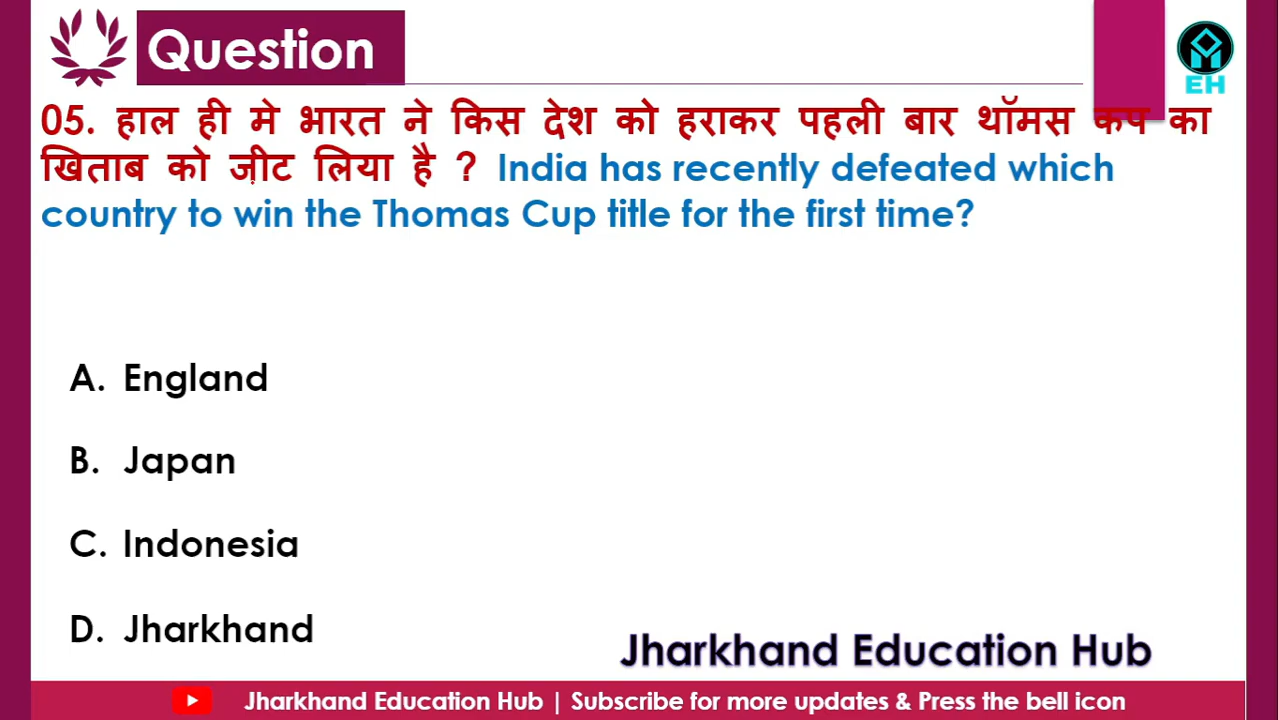 Question
EH
05. हाल ही मे भारत ने किस देश को हराकर पहली बार थॉमस कप का
खिताब को ज़ीट लिया है ? India has recently defeated which
country to win the Thomas Cup title for the first time?
A. England
B. Japan
C. Indonesia
D. Jharkhand
Jharkhand Education Hub
Jharkhand Education Hub | Subscribe for more updates & Press the bell icon